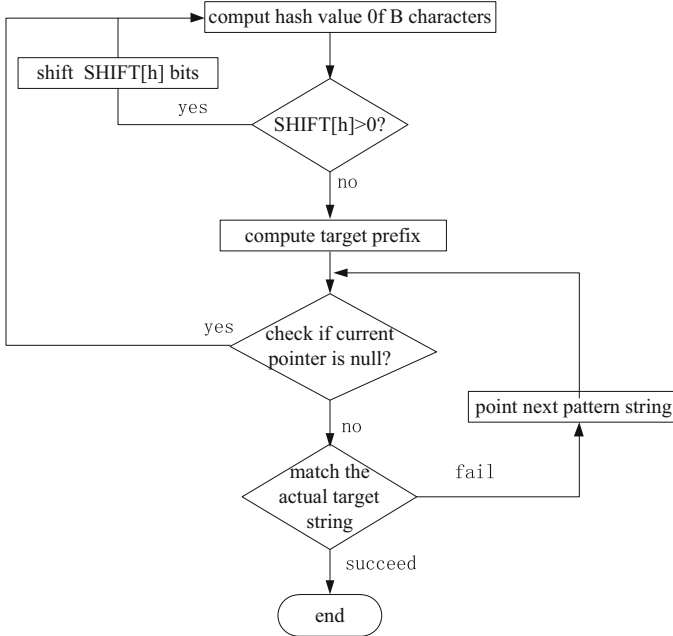 comput hash value 0f B characters
shift SHIFT[h] bits
yes
SHIFT[h]>0?
no
compute target prefix
yes
check if current
pointer is null?
point next pattern string
no
match the
actual target
string
fail
succeed
end